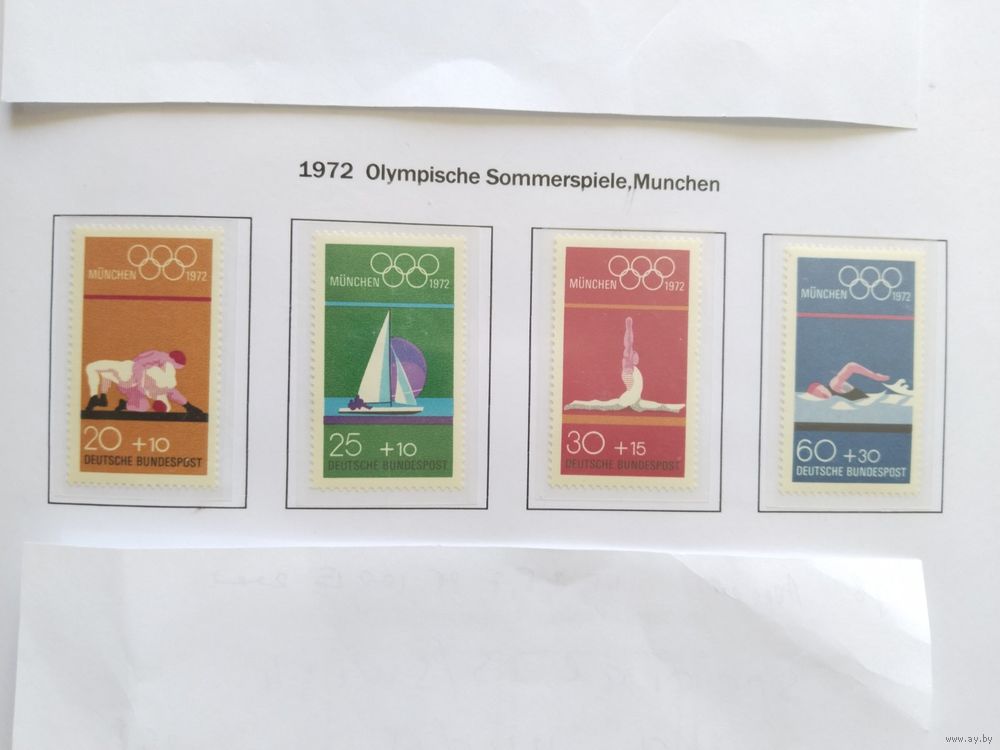 1972 Olympische Sommerspiele,Munchen
MÜNCHEN 1972
20 +10
DEUTSCHE BUNDESPOST
MÜNCHEN 1972
25 +10
DEUTSCHE BUNDESPOST
MÜNCHEN 1972
30 +15
DEUTSCHE BUNDESPOST
MÜNCHEN 1972
60 +30
DEUTSCHE BUNDESPOST
www.ay.by